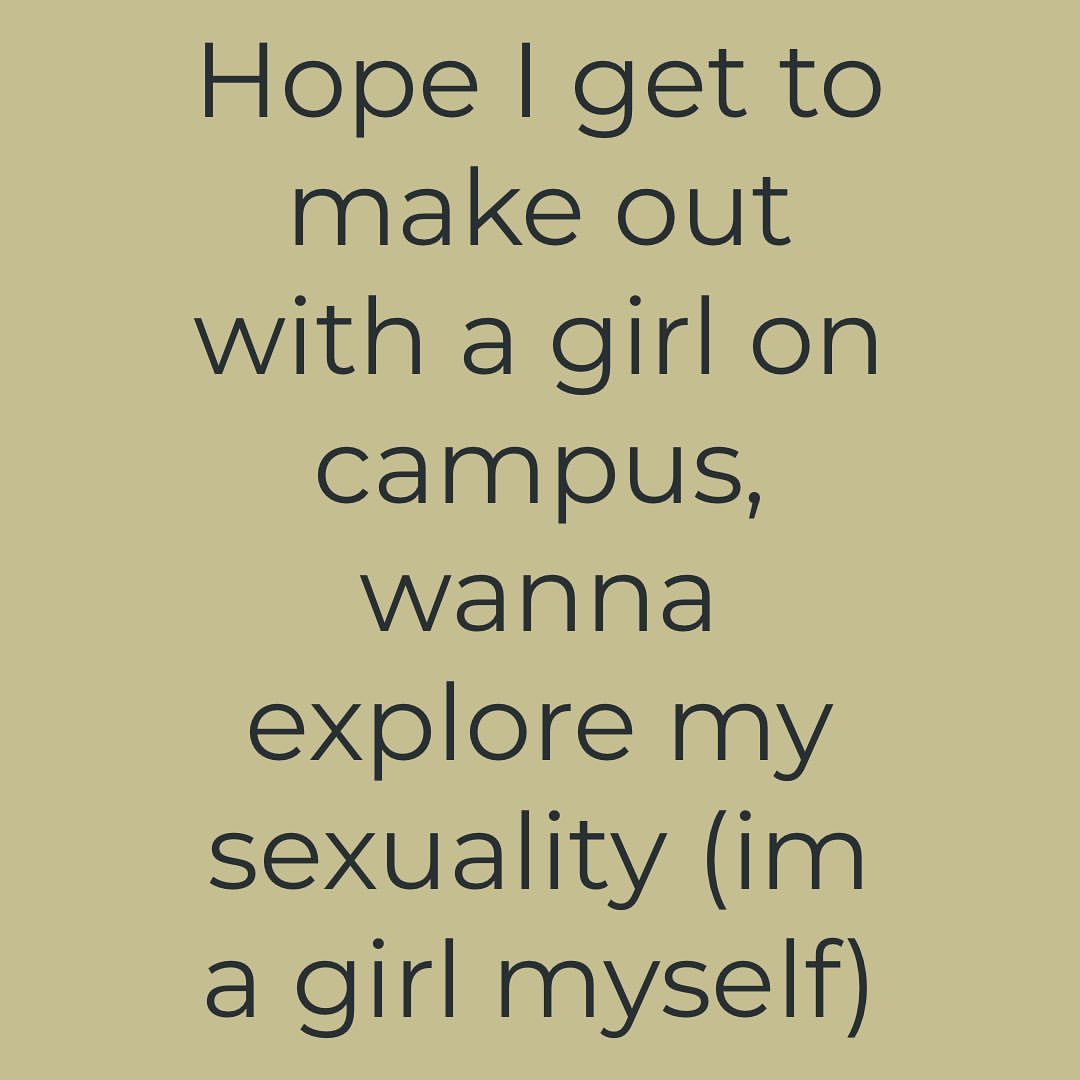 Hope I get to
make out
with a girl on
campus,
wanna
explore my
sexuality (im
a girl myself)